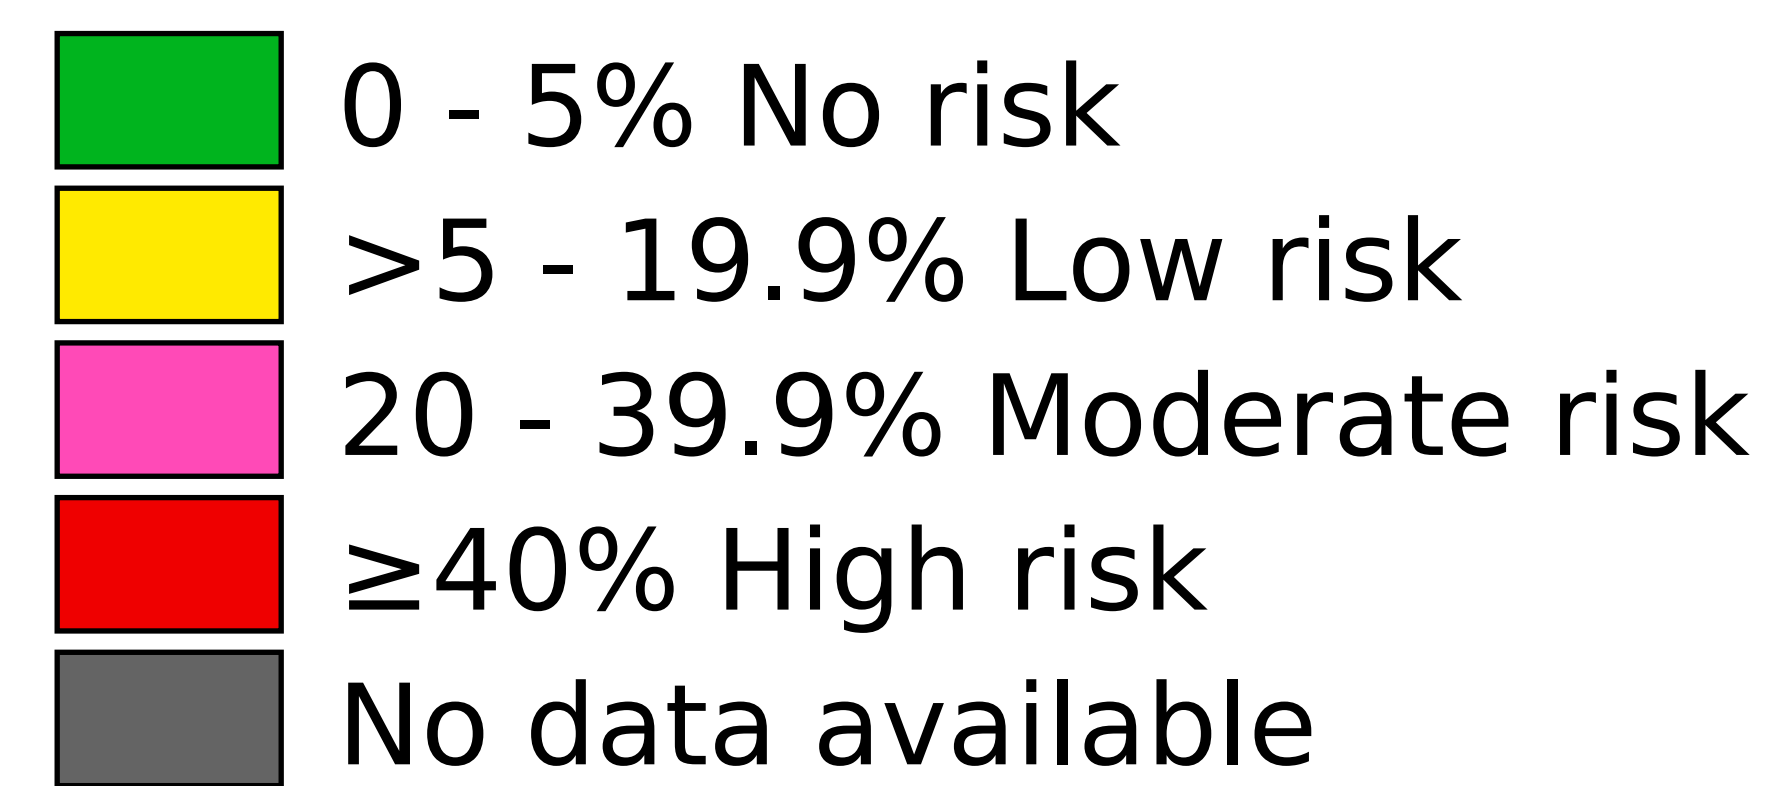 0 - 5% No risk
>5 - 19.9% Low risk
20 - 39.9% Moderate risk
≥40% High risk
No data available